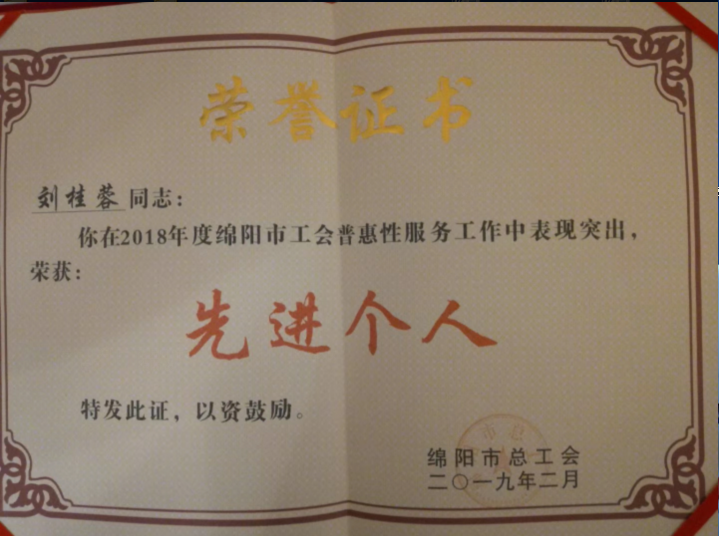 荣誉证书
刘桂蓉同志：
你在2018年度绵阳市工会普惠性服务工作中表现突出，
荣获：
先进个人
特发此证，以资鼓励。
绵阳市总工会
二〇一九年二月